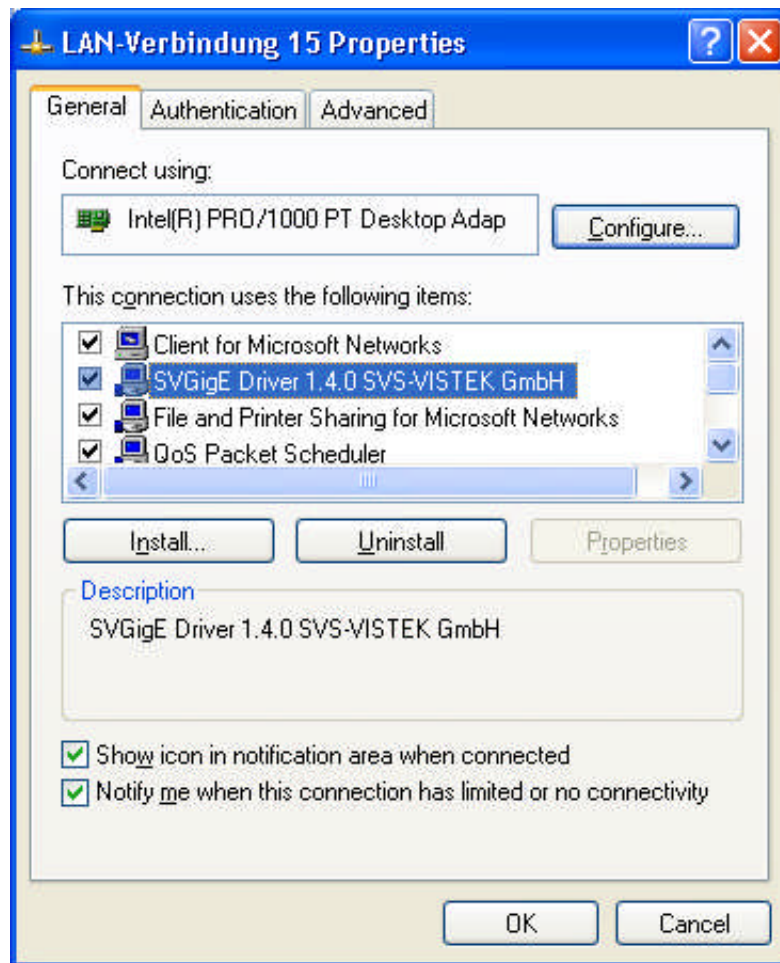 LAN-Verbindung 15 Properties
General Authentication Advanced
Connect using:
Intel(R) PRO/1000 PT Desktop Adap
Configure...
This connection uses the following items:
Client for Microsoft Networks
SVGigE Driver 1.4.0 SVS-VISTEK GmbH
File and Printer Sharing for Microsoft Networks
QoS Packet Scheduler
Install... Uninstall Properties
Description
SVGigE Driver 1.4.0 SVS-VISTEK GmbH
Show icon in notification area when connected
Notify me when this connection has limited or no connectivity
OK Cancel